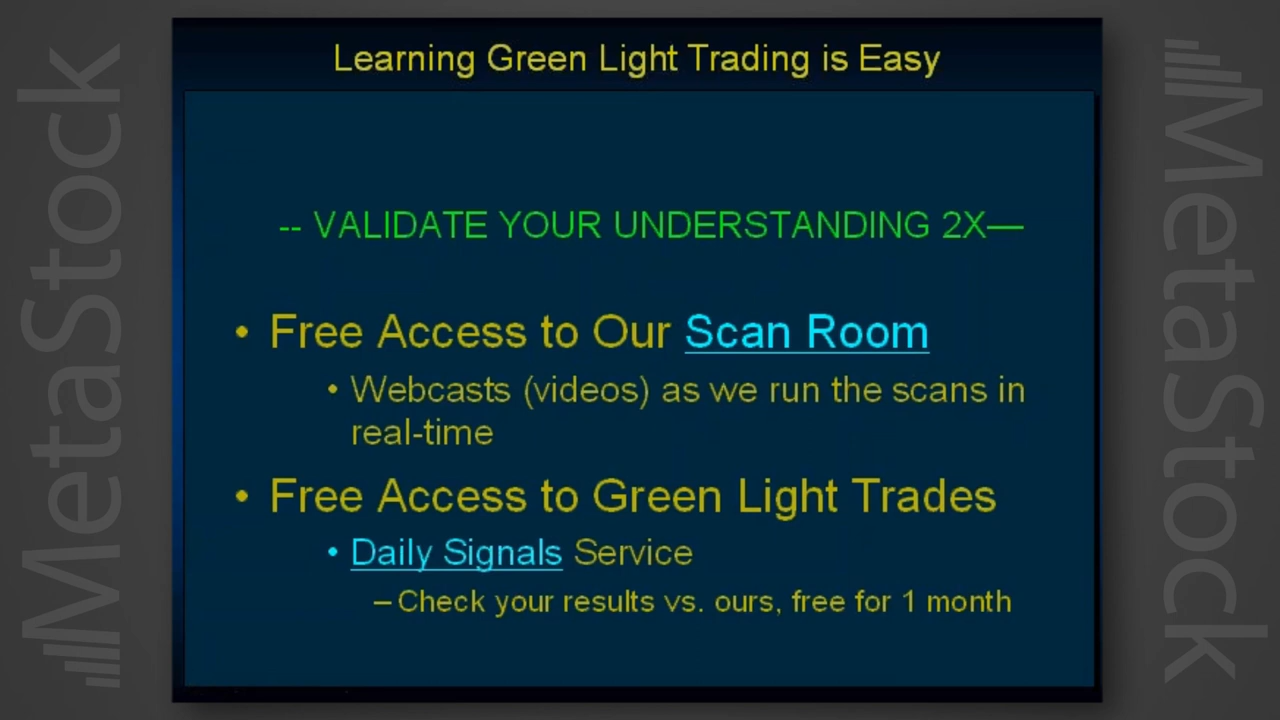 Learning Green Light Trading is Easy
-- VALIDATE YOUR UNDERSTANDING 2X—
• Free Access to Our Scan Room
• Webcasts (videos) as we run the scans in
real-time
• Free Access to Green Light Trades
• Daily Signals Service
– Check your results vs. ours, free for 1 month
MetaStock
MetaStock